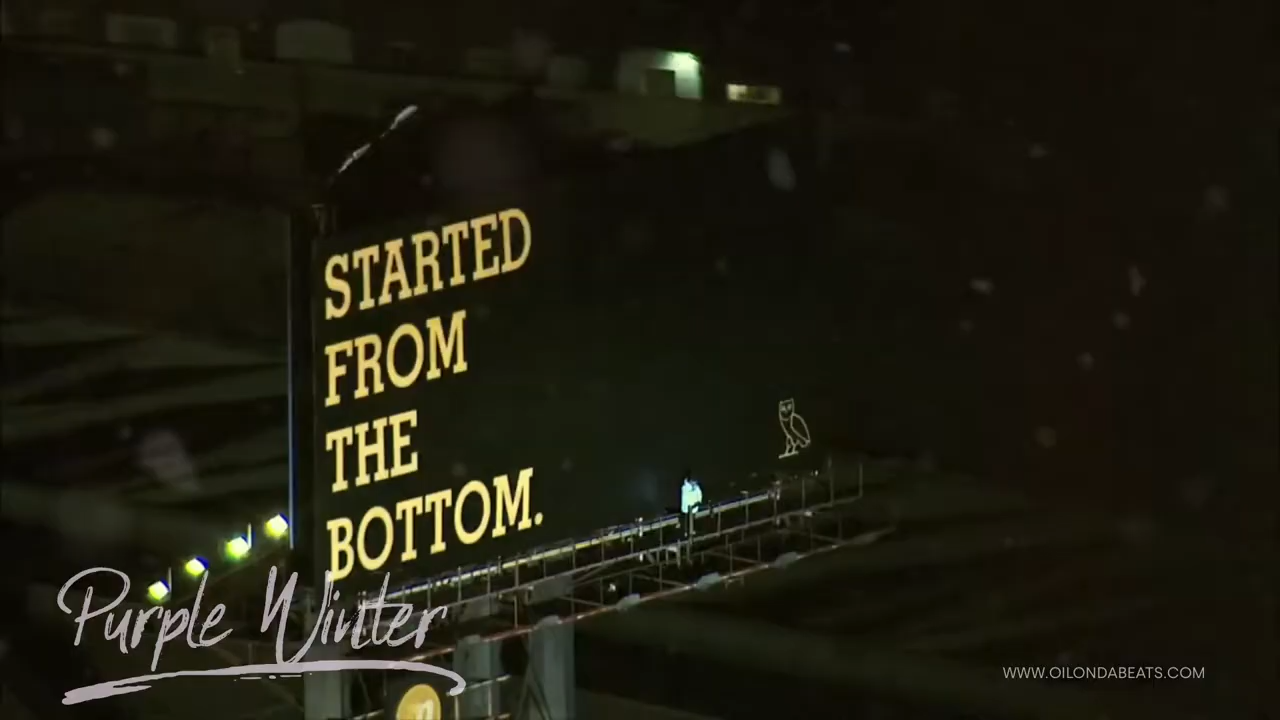 STARTED
FROM
THE
BOTTOM.
Purple Winter
WWW.OILONDABEATS.COM